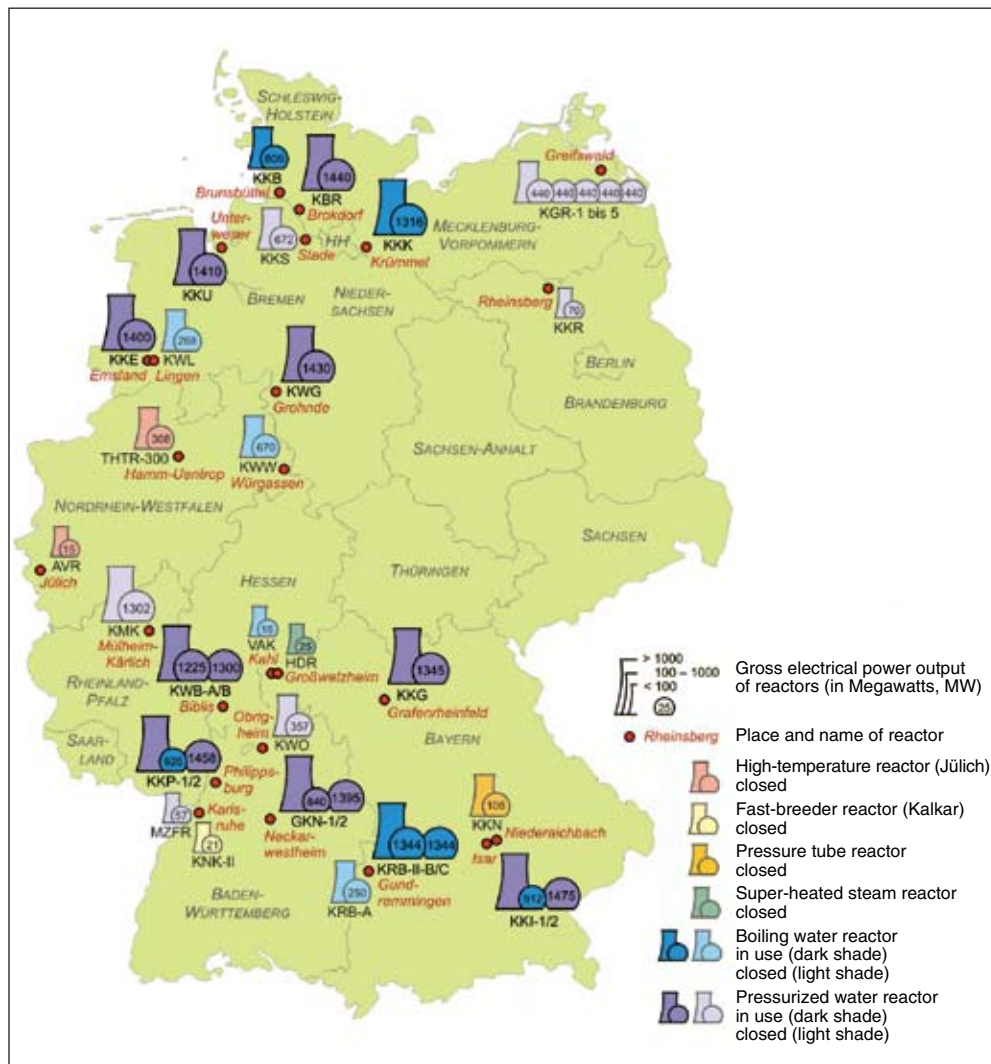 SCHLESWIG-
HOLSTEIN
KKB
1440
KBR
Brunsbüttel
Brokdorf
Greifswald
440 440 440 440 440
KGR-1 bis 5
Unter-
weser
672
KKS
Stade
HH
1316
KKK
Krümmel
MECKLENBURG-
VORPOMMERN
1410
KKU
BREMEN
NIEDER-
SACHSEN
Rheinsberg
70
KKR
1400
KKE
268
KWL
Emsland
Lingen
1430
KWG
Grohnde
BERLIN
BRANDENBURG
308
THTR-300
Hamm-Uentrop
670
KWW
Würgassen
SACHSEN-ANHALT
NORDRHEIN-WESTFALEN
SACHSEN
15
AVR
Jülich
HESSEN
THÜRINGEN
1302
KMK
Mülheim-
Kärlich
15
VAK
Kahl
25
HDR
Großwelzheim
1225 1300
KWB-A/B
Biblis
1345
KKG
Grafenrheinfeld
RHEINLAND-
PFALZ
Obrig-
heim
357
KWO
BAYERN
SAAR-
LAND
1458
KKP-1/2
Philipps-
burg
57
MZFR
Karls-
ruhe
21
KNK-II
840 1395
GKN-1/2
Neckar-
westheim
KKN
Niederaichbach
Isar
1344 1344
KRB-II-B/C
Gund-
remmingen
250
KRB-A
912 1475
KKI-1/2
BADEN-
WÜRTTEMBERG
> 1000
100 – 1000
< 100
25
Gross electrical power output
of reactors (in Megawatts, MW)
Rheinsberg
Place and name of reactor
High-temperature reactor (Jülich)
closed
Fast-breeder reactor (Kalkar)
closed
Pressure tube reactor
closed
Super-heated steam reactor
closed
Boiling water reactor
in use (dark shade)
closed (light shade)
Pressurized water reactor
in use (dark shade)
closed (light shade)